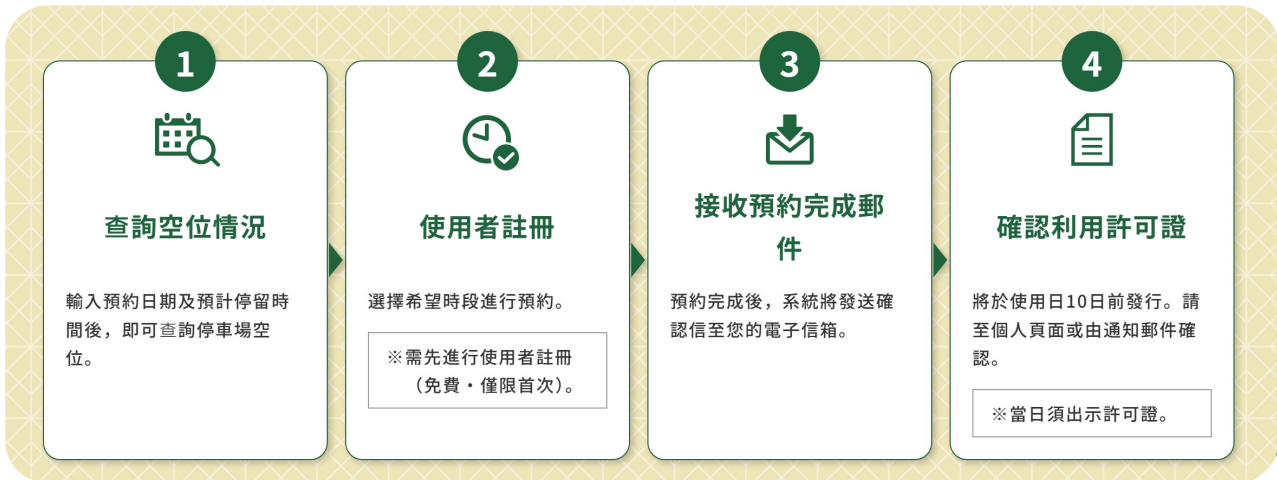 1
查詢空位情況
輸入預約日期及預計停留時
間後，即可查詢停車場空
位。
2
使用者註冊
選擇希望時段進行預約。
※需先進行使用者註冊
（免費・僅限首次）。
3
接收預約完成郵
件
預約完成後，系統將發送確
認信至您的電子信箱。
4
確認利用許可證
將於使用日10日前發行。請
至個人頁面或由通知郵件確
認。
※當日須出示許可證。